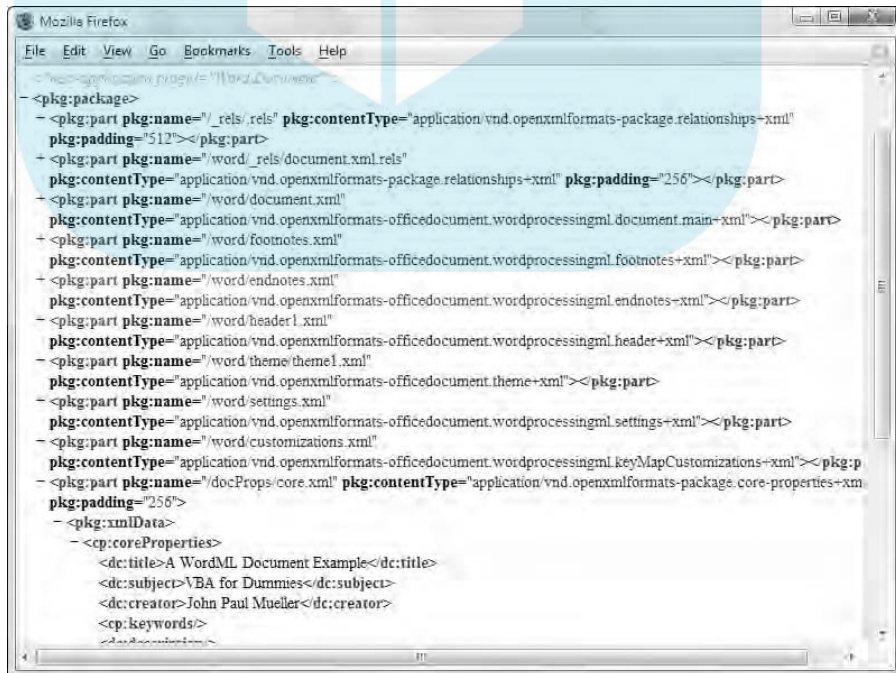 Mozilla Firefox
File Edit View Go Bookmarks Tools Help
- <pkg:package>
- <pkg:part pkg:name="/_rels/.rels" pkg:contentType="application/vnd.openxmlformats-package.relationships+xml"
pkg:padding="512"></pkg:part>
+ <pkg:part pkg:name="/word/_rels/document.xml.rels"
pkg:contentType="application/vnd.openxmlformats-package.relationships+xml" pkg:padding="256"></pkg:part>
+ <pkg:part pkg:name="/word/document.xml"
pkg:contentType="application/vnd.openxmlformats-officedocument.wordprocessingml.document.main+xml"></pkg:part>
+ <pkg:part pkg:name="/word/footnotes.xml"
pkg:contentType="application/vnd.openxmlformats-officedocument.wordprocessingml.footnotes+xml"></pkg:part>
+ <pkg:part pkg:name="/word/endnotes.xml"
pkg:contentType="application/vnd.openxmlformats-officedocument.wordprocessingml.endnotes+xml"></pkg:part>
- <pkg:part pkg:name="/word/header1.xml"
pkg:contentType="application/vnd.openxmlformats-officedocument.wordprocessingml.header+xml"></pkg:part>
- <pkg:part pkg:name="/word/theme/theme1.xml"
pkg:contentType="application/vnd.openxmlformats-officedocument.theme+xml"></pkg:part>
- <pkg:part pkg:name="/word/settings.xml"
pkg:contentType="application/vnd.openxmlformats-officedocument.wordprocessingml.settings+xml"></pkg:part>
- <pkg:part pkg:name="/word/customizations.xml"
pkg:contentType="application/vnd.openxmlformats-officedocument.wordprocessingml.keyMapCustomizations+xml"></pkg:p
- <pkg:part pkg:name="/docProps/core.xml" pkg:contentType="application/vnd.openxmlformats-package.core-properties+xm
pkg:padding="256">
- <pkg:xmlData>
- <cp:coreProperties>
<dc:title>A WordML Document Example</dc:title>
<dc:subject>VBA for Dummies</dc:subject>
<dc:creator>John Paul Mueller</dc:creator>
<cp:keywords/>